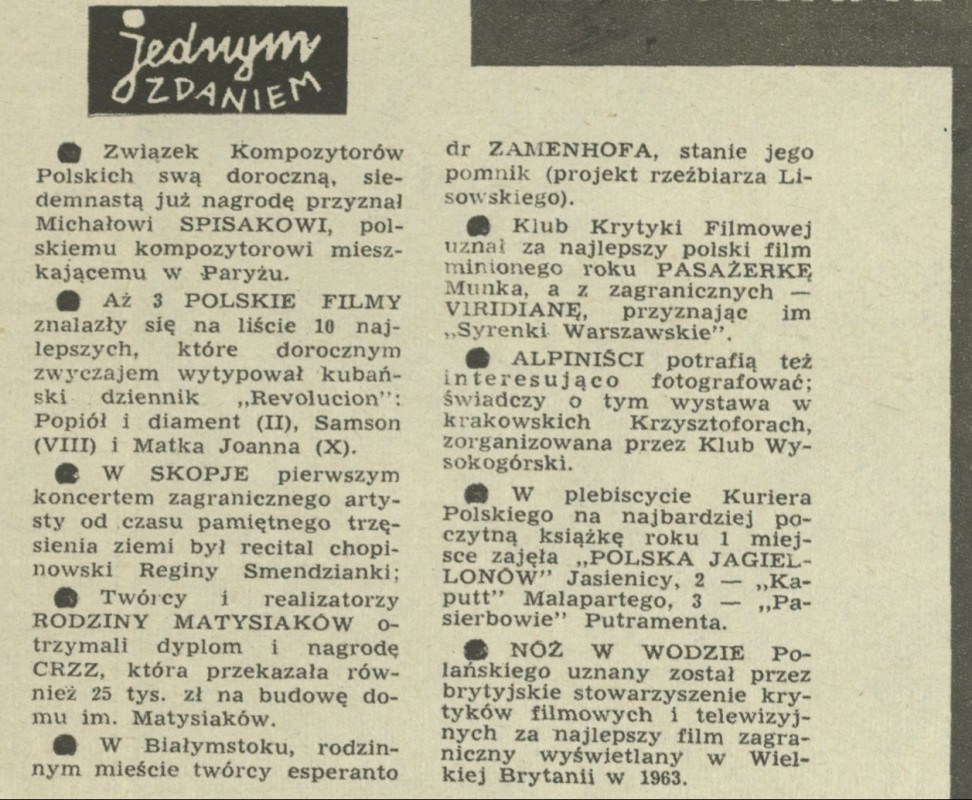 jednym
ZDANIEM
● Związek Kompozytorów
Polskich swą doroczną, sie-
demnastą już nagrodę przyznał
Michałowi SPISAKOWI, pol-
skiemu kompozytorowi miesz-
kającemu w Paryżu.
● Aż 3 POLSKIE FILMY
znalazły się na liście 10 naj-
lepszych, które dorocznym
zwyczajem wytypował kubań-
ski dziennik „Revolucion":
Popiół i diament (II), Samson
(VIII) i Matka Joanna (X).
● W SKOPJE pierwszym
koncertem zagranicznego arty-
sty od czasu pamiętnego trzę-
sienia ziemi był recital chopi-
nowski Reginy Smendzianki;
● Twórcy i realizatorzy
RODZINY MATYSIAKÓW o-
trzymali dyplom i nagrodę
CRZZ, która przekazała rów-
nież 25 tys. zł na budowę do-
mu im. Matysiaków.
● W Białymstoku, rodzin-
nym mieście twórcy esperanto
dr ZAMENHOFA, stanie jego
pomnik (projekt rzeźbiarza Li-
sowskiego).
● Klub Krytyki Filmowej
uznał za najlepszy polski film
minionego roku PASAŻERKĘ
Munka, a z zagranicznych —
VIRIDIANĘ, przyznając im
„Syrenki Warszawskie".
● ALPINIŚCI potrafią też
interesująco fotografować;
świadczy o tym wystawa w
krakowskich Krzysztoforach,
zorganizowana przez Klub Wy-
sokogórski.
● W plebiscycie Kuriera
Polskiego na najbardziej po-
czytną książkę roku 1 miej-
sce zajęła „POLSKA JAGIEL-
LONÓW" Jasienicy, 2 — „Ka-
putt" Malapartego, 3 — „Pa-
sierbowie" Putramenta.
● NÓŻ W WODZIE Po-
lańskiego uznany został przez
brytyjskie stowarzyszenie kry-
tyków filmowych i telewizyj-
nych za najlepszy film zagra-
niczny wyświetlany w Wiel-
kiej Brytanii w 1963.